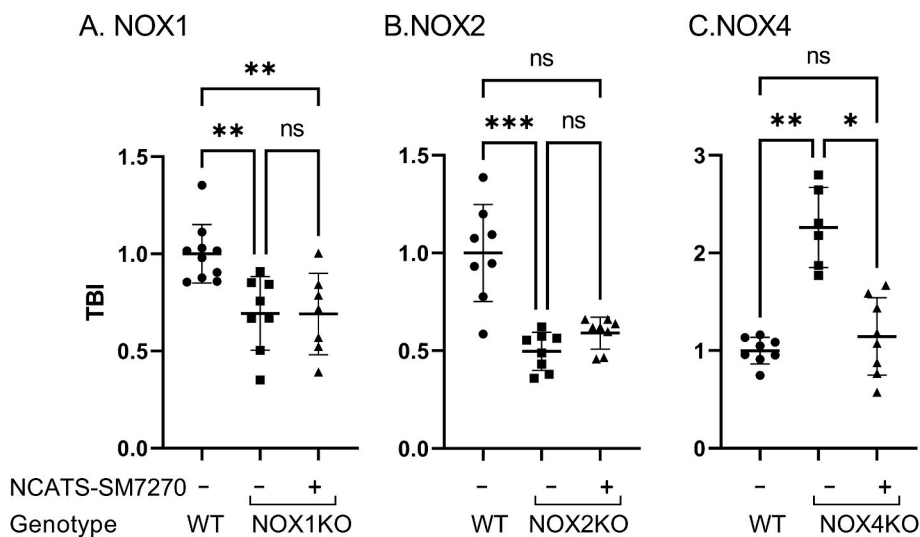 A. NOX1
B.NOX2
C.NOX4
** ** ns
ns *** ns
ns ** *
TBI
1.5
1.0
0.5
0.0
1.5
1.0
0.5
0.0
3
2
1
0
NCATS-SM7270 – – + – – + – – +
Genotype WT NOX1KO WT NOX2KO WT NOX4KO